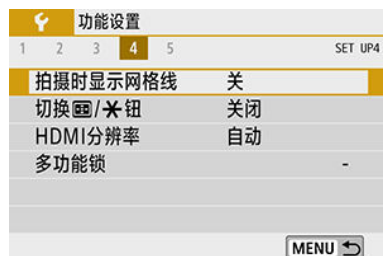 功能设置
1 2 3 4 5 SET UP4
拍摄时显示网格线 关
切换/钮 关闭
HDMI分辨率 自动
多功能锁 -
MENU